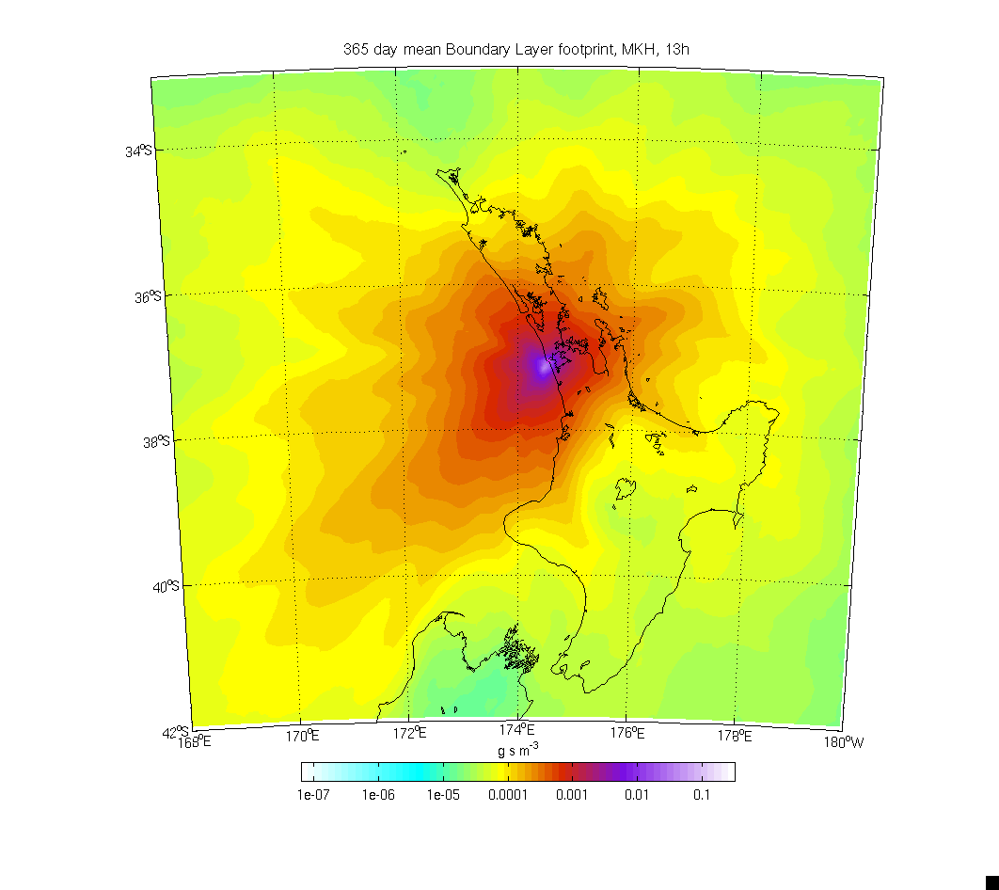 365 day mean Boundary Layer footprint, MKH, 13h
34°S
36°S
38°S
40°S
42°S
168°E 170°E 172°E 174°E 176°E 178°E 180°W
g s m⁻³
1e-07 1e-06 1e-05 0.0001 0.001 0.01 0.1